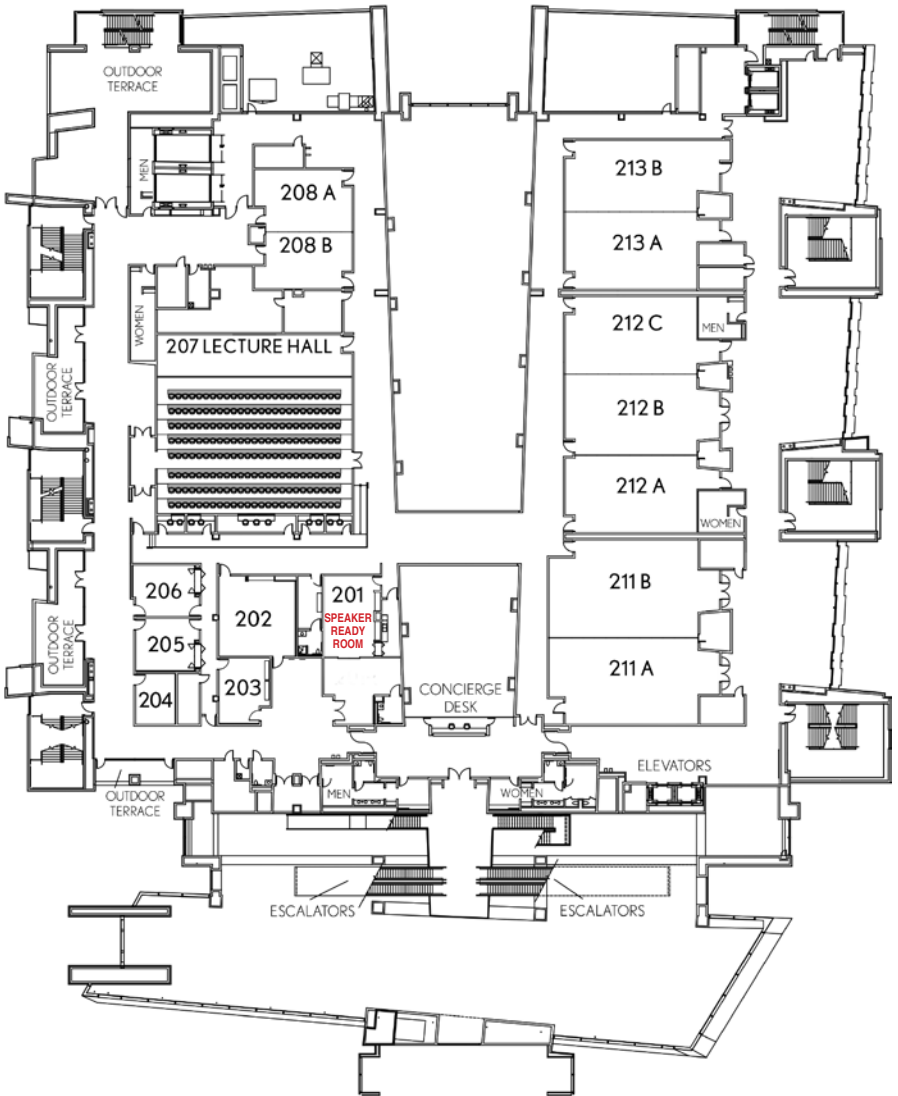 OUTDOOR
TERRACE
MEN
208 A
208 B
213 B
213 A
WOMEN
207 LECTURE HALL
212 C
MEN
OUTDOOR
TERRACE
212 B
212 A
WOMEN
206
205
204
202
203
201
SPEAKER
READY
ROOM
211 B
211 A
OUTDOOR
TERRACE
CONCIERGE
DESK
ELEVATORS
OUTDOOR
TERRACE
MEN
WOMEN
ESCALATORS
ESCALATORS